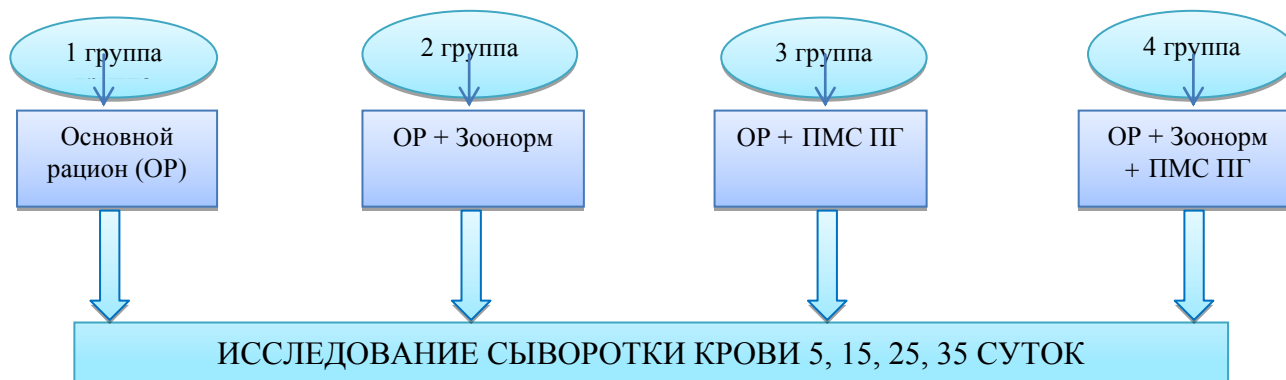 1 группа
2 группа
3 группа
4 группа
Основной
рацион (ОР)
ОР + Зоонорм
ОР + ПМС ПГ
ОР + Зоонорм
+ ПМС ПГ
ИССЛЕДОВАНИЕ СЫВОРОТКИ КРОВИ 5, 15, 25, 35 СУТОК